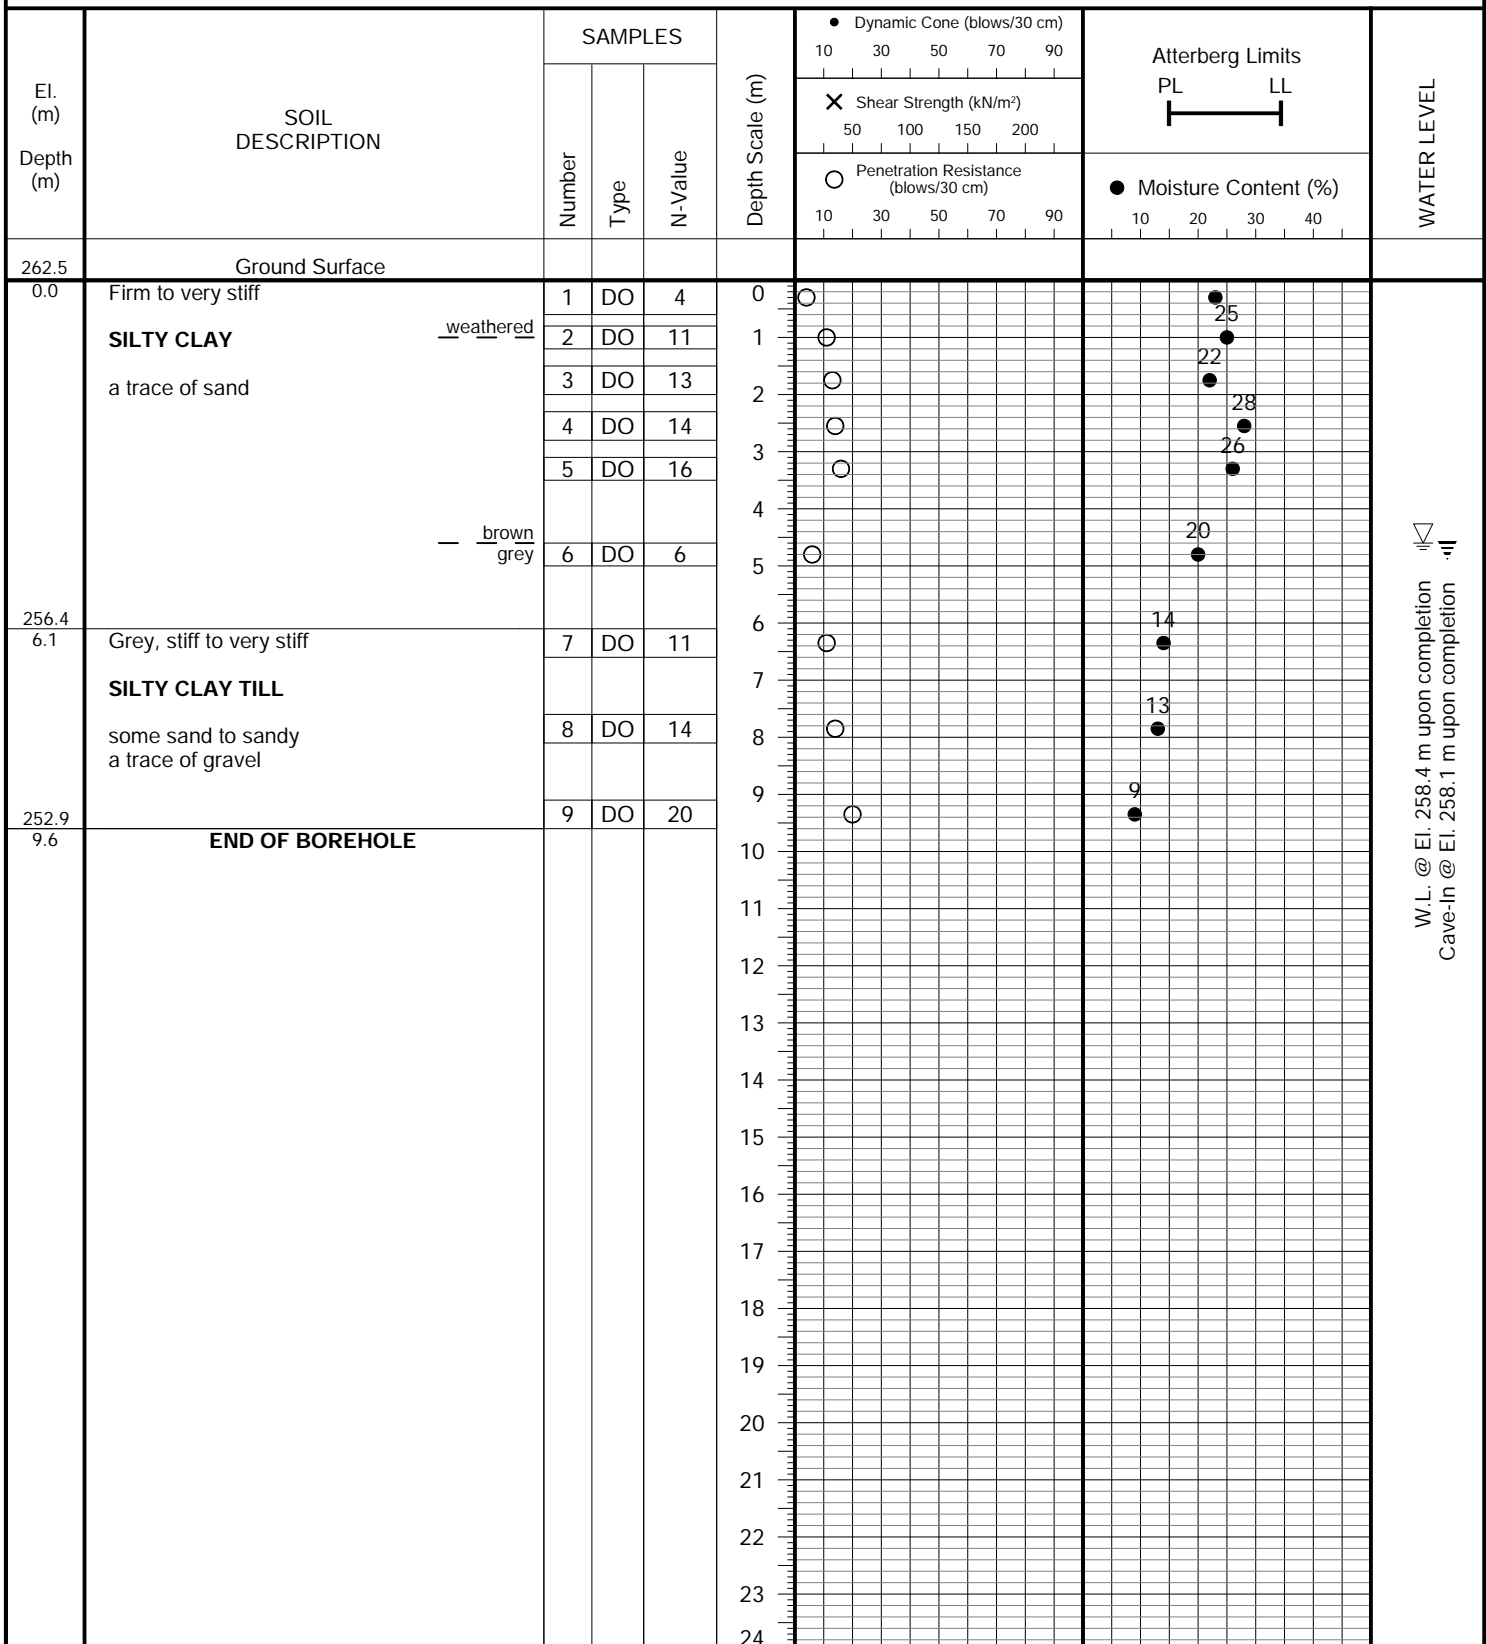 El.
(m)
Depth
(m)
SOIL
DESCRIPTION
SAMPLES
Number
Type
N-Value
Depth Scale (m)
● Dynamic Cone (blows/30 cm)
10 30 50 70 90
✕ Shear Strength (kN/m²)
50 100 150 200
○ Penetration Resistance
(blows/30 cm)
10 30 50 70 90
Atterberg Limits
PL LL
● Moisture Content (%)
10 20 30 40
WATER LEVEL
262.5 Ground Surface
0.0 Firm to very stiff
1 DO 4 0
25
SILTY CLAY weathered 2 DO 11 1
22
a trace of sand 3 DO 13 2
28
4 DO 14
26
3
5 DO 16
4
brown 20
grey 6 DO 6 5
256.4 6 14
6.1 Grey, stiff to very stiff 7 DO 11
7
SILTY CLAY TILL
13
some sand to sandy 8 DO 14 8
a trace of gravel
9 9
252.9 9 DO 20
9.6 END OF BOREHOLE
10
11
12
13
14
15
16
17
18
19
20
21
22
23
24
W.L. @ El. 258.4 m upon completion
Cave-In @ El. 258.1 m upon completion